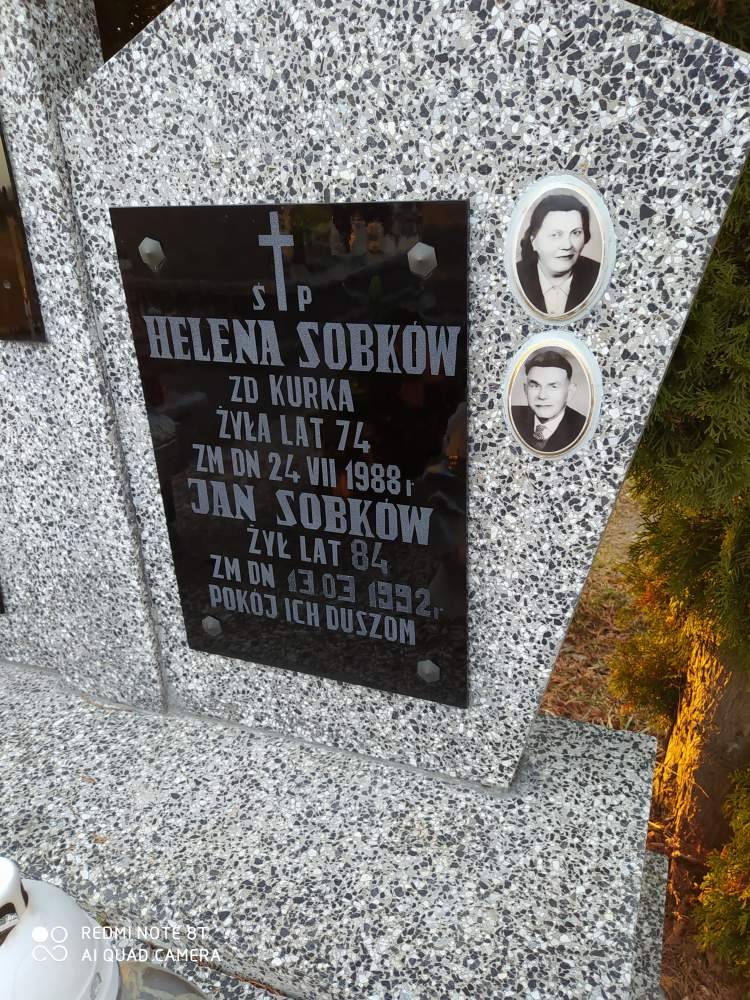 Ś P
HELENA SOBKÓW
ZD KURKA
ŻYŁA LAT 74
ZM DN 24 VII 1988 r
JAN SOBKÓW
ŻYŁ LAT 84
ZM DN 13.03 1992 r
POKÓJ ICH DUSZOM
REDMI NOTE 8T
AI QUAD CAMERA